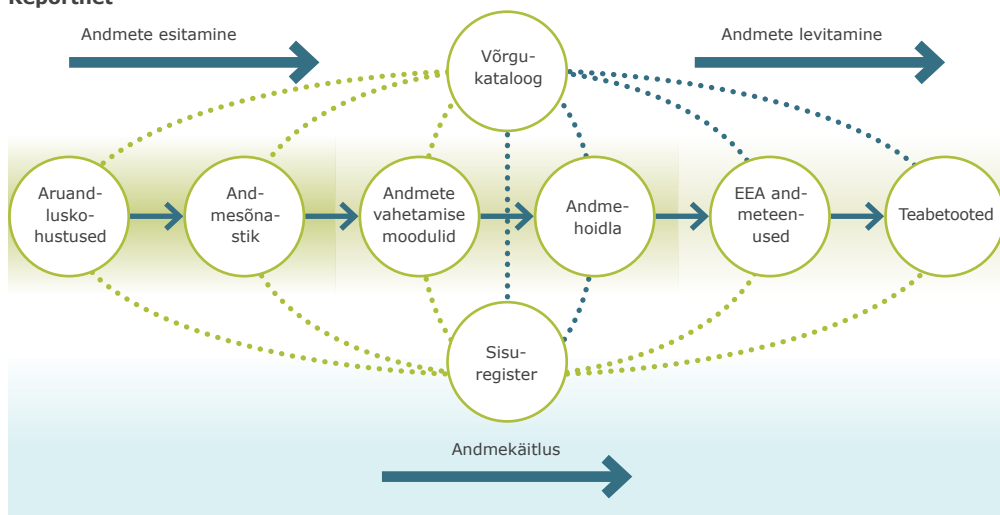 Reportnet
Andmete esitamine
Andmete levitamine
Võrgu-
kataloog
Aruand-
lusko-
hustused
And-
mesõna-
stik
Andmete
vahetamise
moodulid
Andme-
hoidla
EEA and-
meteen-
used
Teabetooted
Sisu-
register
Andmekäitlus